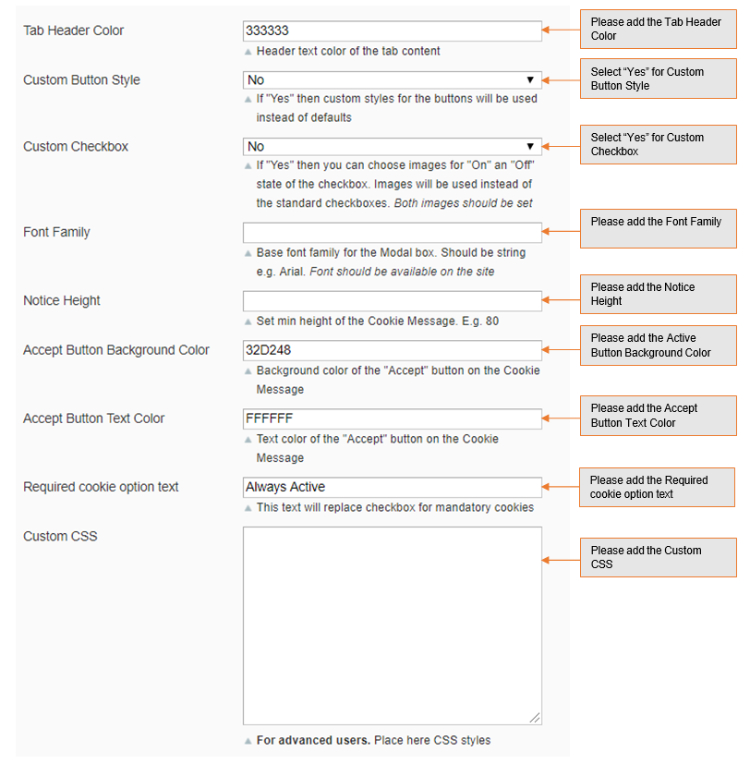 Tab Header Color
333333
Please add the Tab Header
Color
Header text color of the tab content
Custom Button Style
No
Select “Yes” for Custom
Button Style
If "Yes" then custom styles for the buttons will be used
instead of defaults
Custom Checkbox
No
Select “Yes” for Custom
Checkbox
If "Yes" then you can choose images for "On" an "Off"
state of the checkbox. Images will be used instead of
the standard checkboxes. Both images should be set
Font Family
Please add the Font Family
Base font family for the Modal box. Should be string
e.g. Arial. Font should be available on the site
Notice Height
Please add the Notice
Height
Set min height of the Cookie Message. E.g. 80
Accept Button Background Color
32D248
Please add the Active
Button Background Color
Background color of the "Accept" button on the Cookie
Message
Accept Button Text Color
FFFFFF
Please add the Accept
Button Text Color
Text color of the "Accept" button on the Cookie
Message
Required cookie option text
Always Active
Please add the Required
cookie option text
This text will replace checkbox for mandatory cookies
Custom CSS
Please add the Custom
CSS
For advanced users. Place here CSS styles